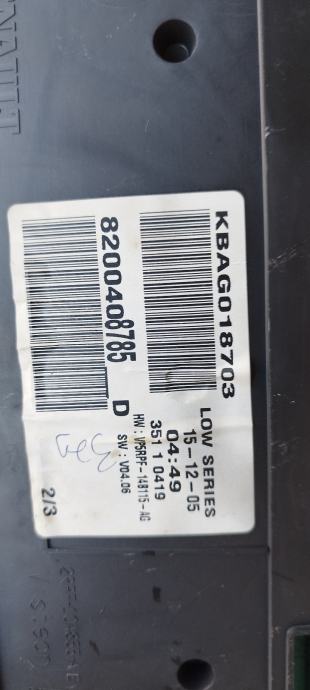 KBAG018703
LOW SERIES
15-12-05
04:49
351 1 0419
HW : VP5RPF-14B115-AG
SW : V04.06
8200408785 D
2/3